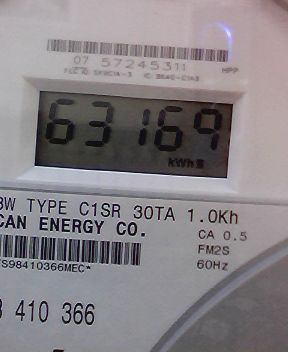 07 57245311
HPP
63169
kWh
3W TYPE C1SR 30TA 1.0Kh
CAN ENERGY CO.
CA 0.5
FM2S
60Hz
S98410366MEC*
410 366